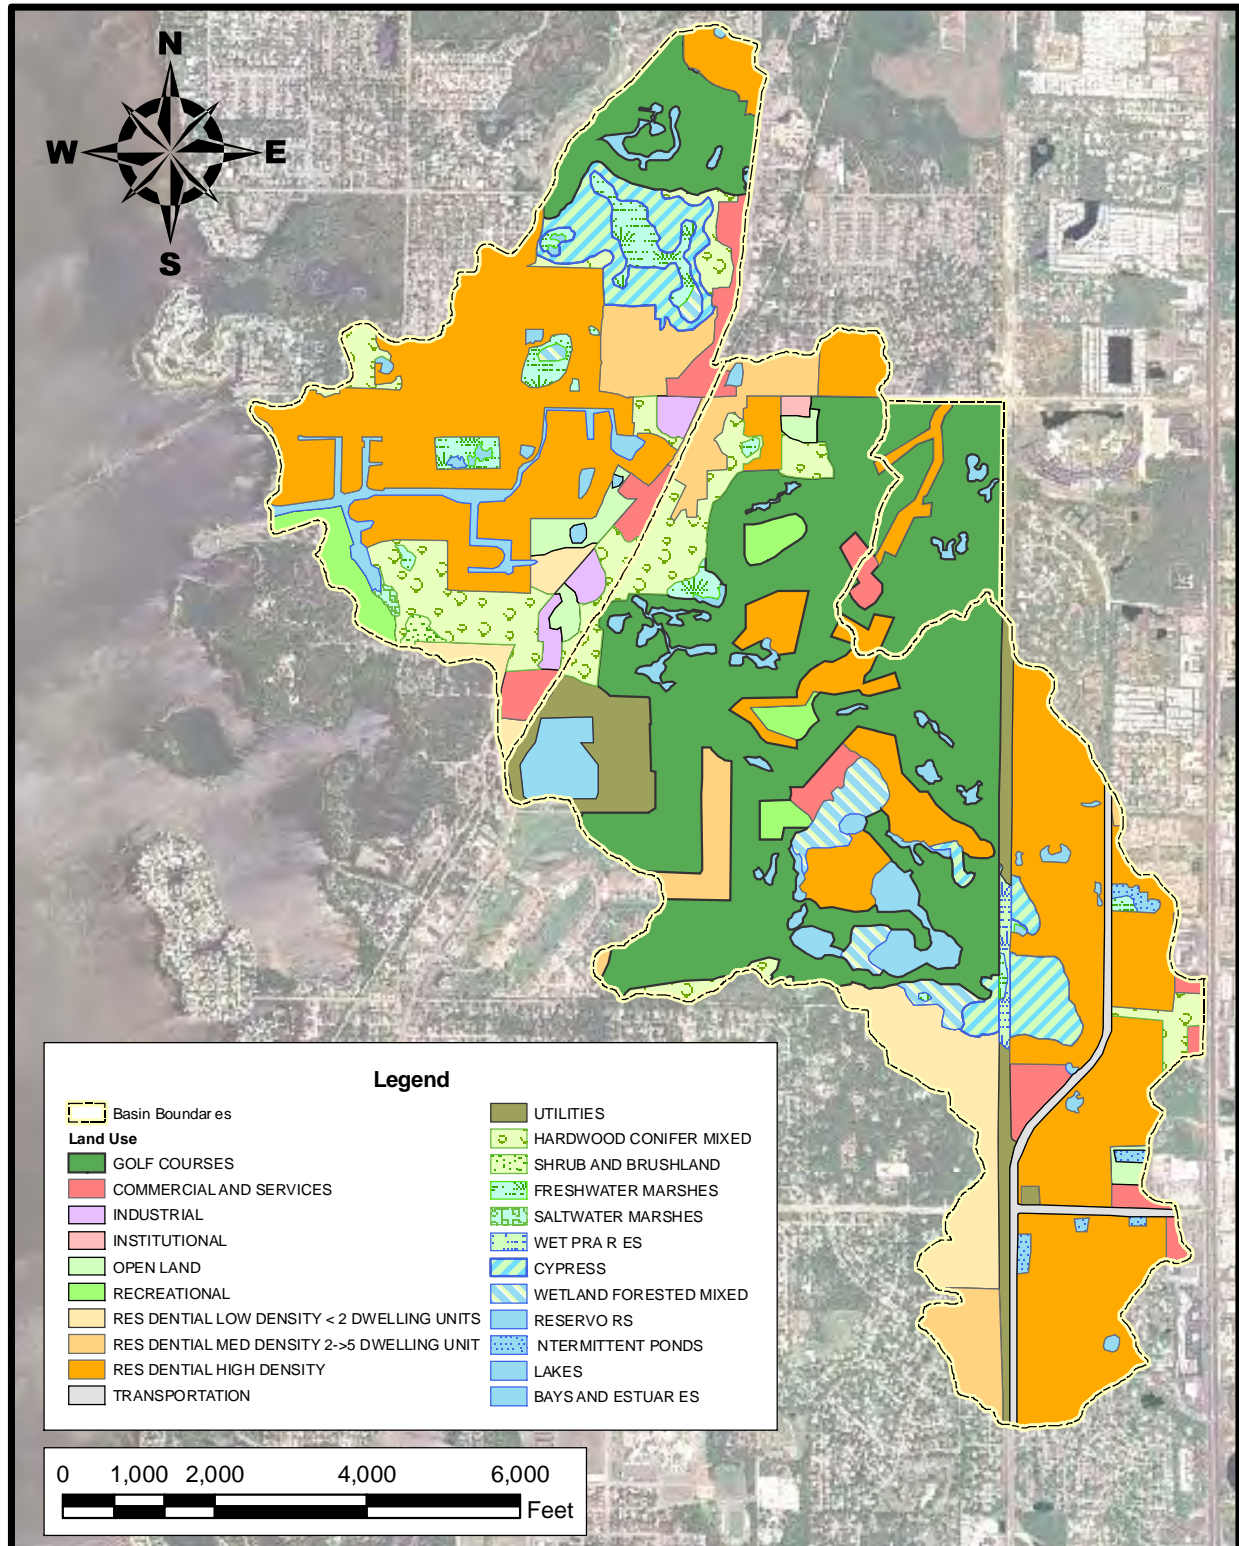 N
W E
S
Legend
Basin Boundar es
Land Use
GOLF COURSES
COMMERCIAL AND SERVICES
INDUSTRIAL
INSTITUTIONAL
OPEN LAND
RECREATIONAL
RES DENTIAL LOW DENSITY < 2 DWELLING UNITS
RES DENTIAL MED DENSITY 2->5 DWELLING UNIT
RES DENTIAL HIGH DENSITY
TRANSPORTATION
UTILITIES
HARDWOOD CONIFER MIXED
SHRUB AND BRUSHLAND
FRESHWATER MARSHES
SALTWATER MARSHES
WET PRA R ES
CYPRESS
WETLAND FORESTED MIXED
RESERVO RS
NTERMITTENT PONDS
LAKES
BAYS AND ESTUAR ES
0 1,000 2,000 4,000 6,000
Feet